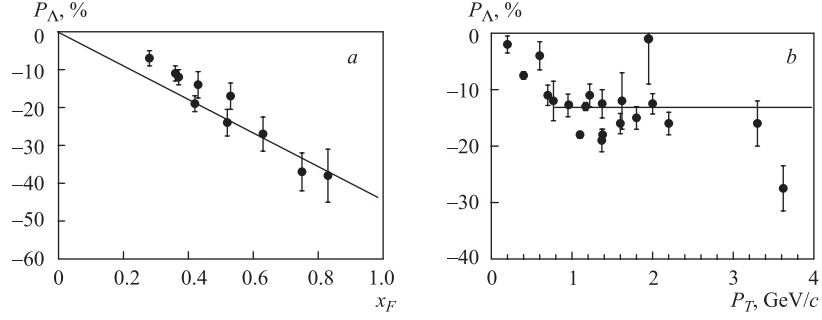 P_Λ, %
0
–10
–20
–30
–40
–50
–60
0 0.2 0.4 0.6 0.8 1.0
x_F
a
P_Λ, %
0
–10
–20
–30
–40
0 1 2 3 4
P_T, GeV/c
b